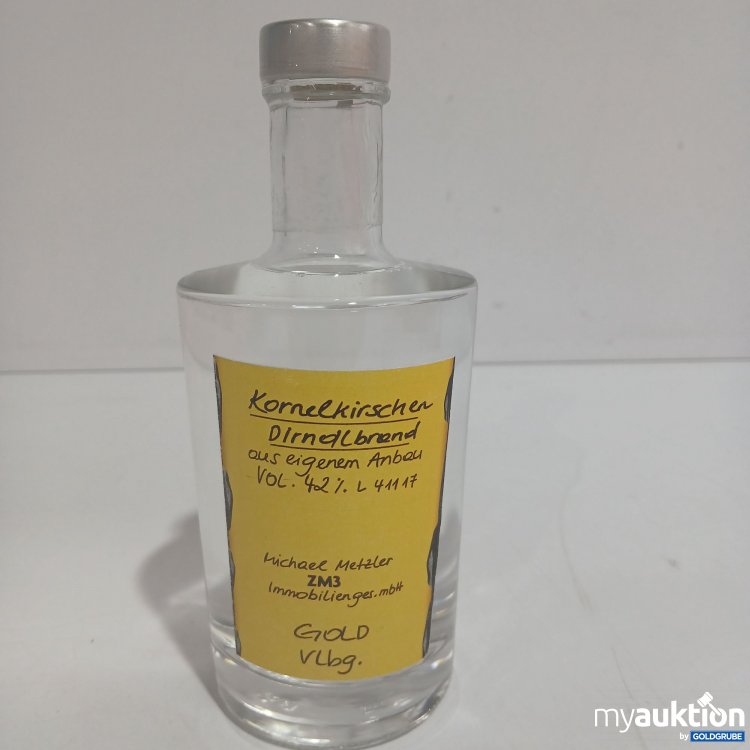 Kornelkirschen
Dirndlbrand
aus eigenem Anbau
VOL. 42%. L 41117
Michael Metzler
ZM3
Immobilienges.mbH
GOLD
Vlbg.
myauktion
by GOLDGRUBE